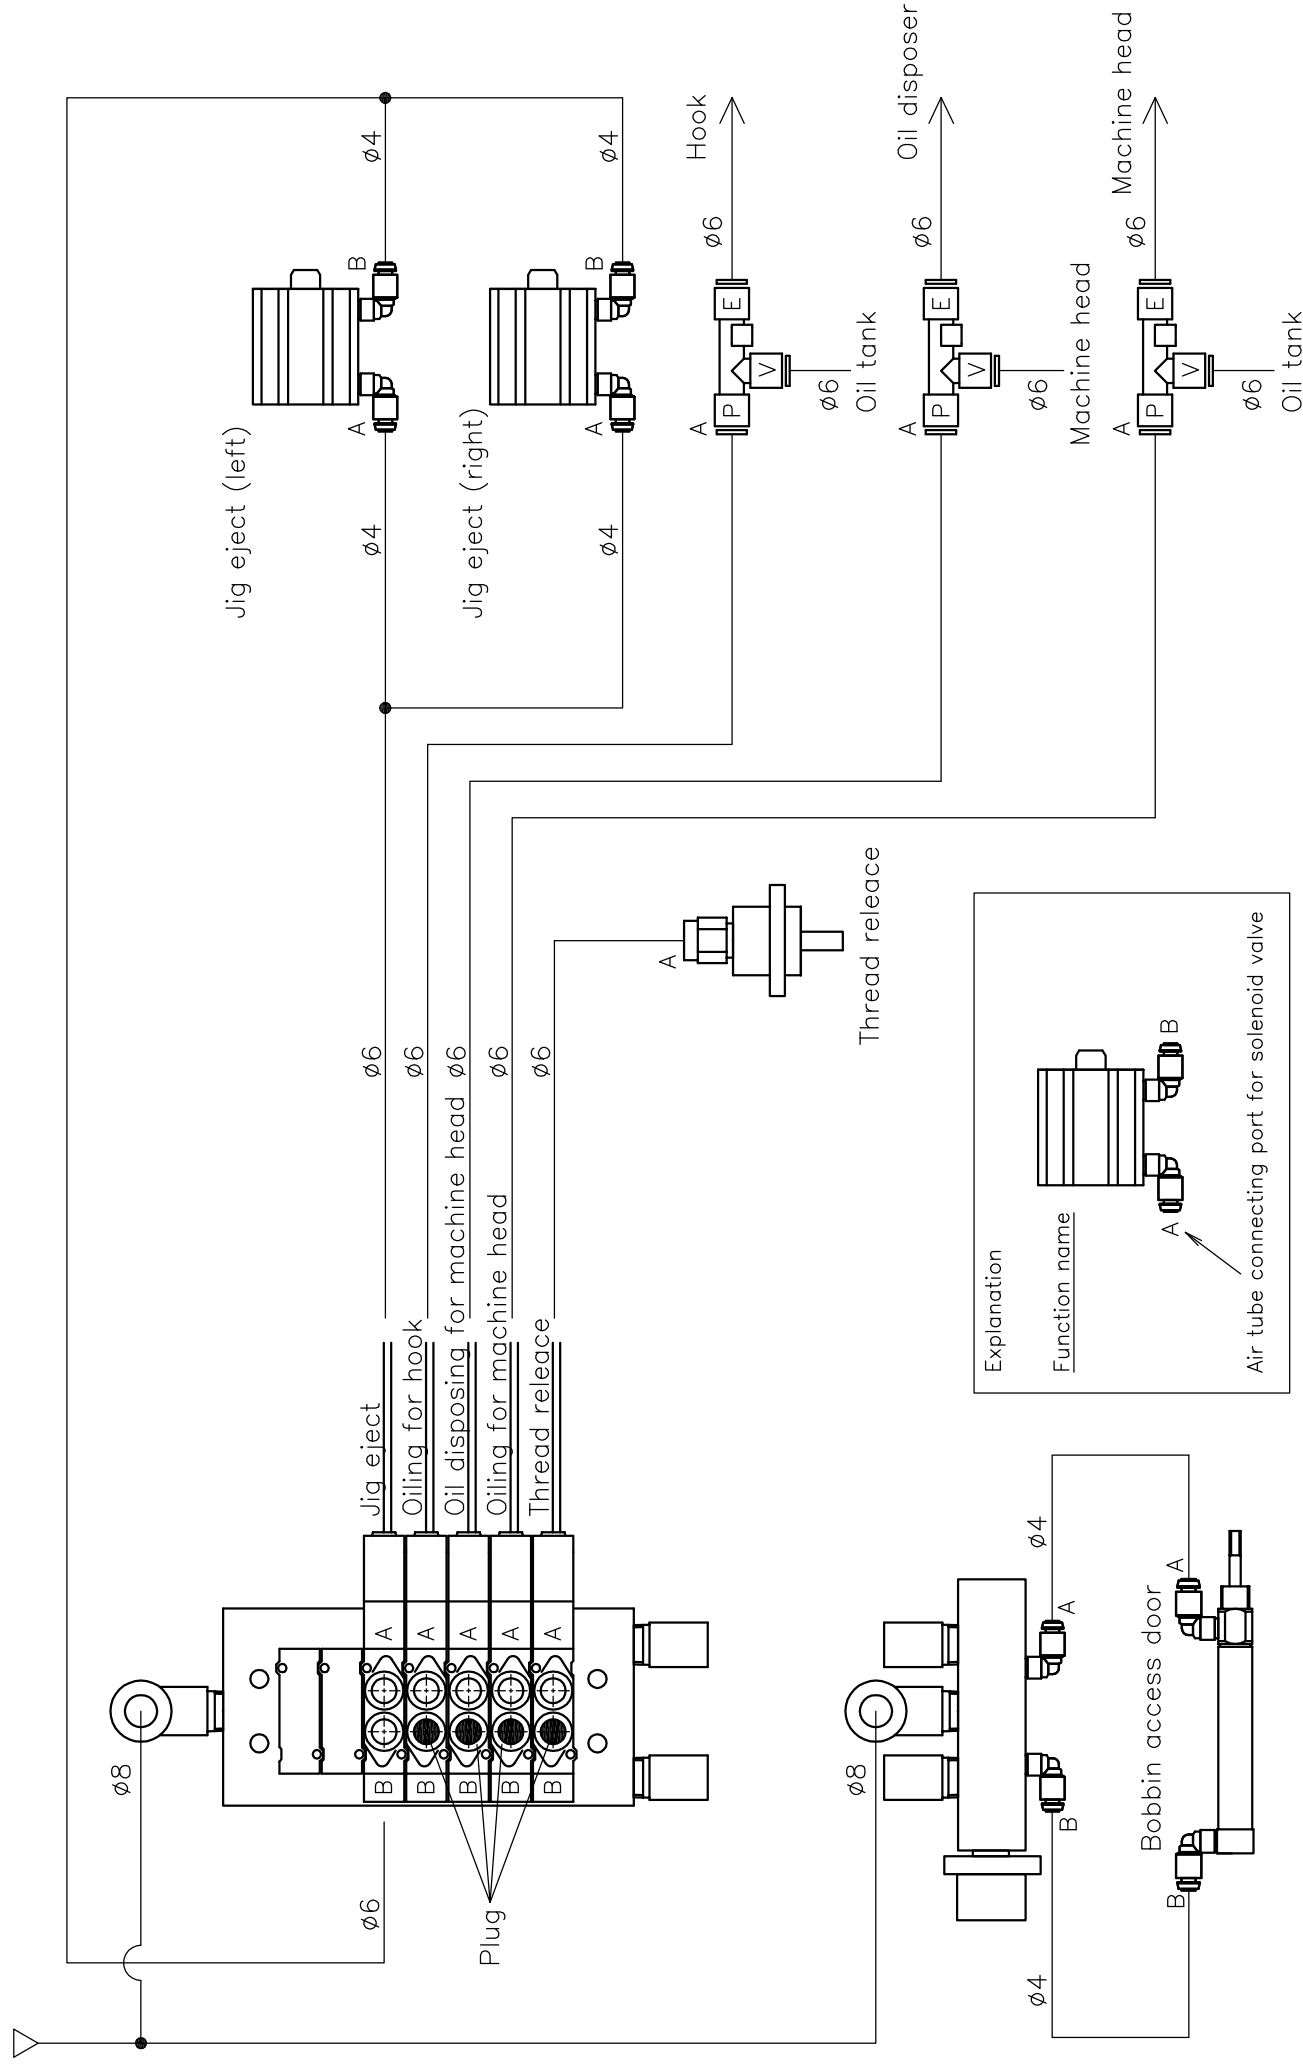 ø8
Jig eject (left)
A
B
ø6
Jig eject
ø6
ø4
ø4
B
A
Oiling for hook
ø6
B
A
Oil disposing for machine head
ø6
B
A
Jig eject (right)
Plug
Oiling for machine head
ø6
B
A
Thread releace
ø6
B
A
A
B
ø4
ø4
A
Thread releace
A
Hook
ø6
P
E
V
ø6
Oil tank
A
Oil disposer
ø6
P
E
V
ø6
Machine head
A
Machine head
ø6
P
E
V
ø6
Oil tank
ø8
ø4
ø4
B
A
Bobbin access door
B
A
Explanation
Function name
A
B
Air tube connecting port for solenoid valve